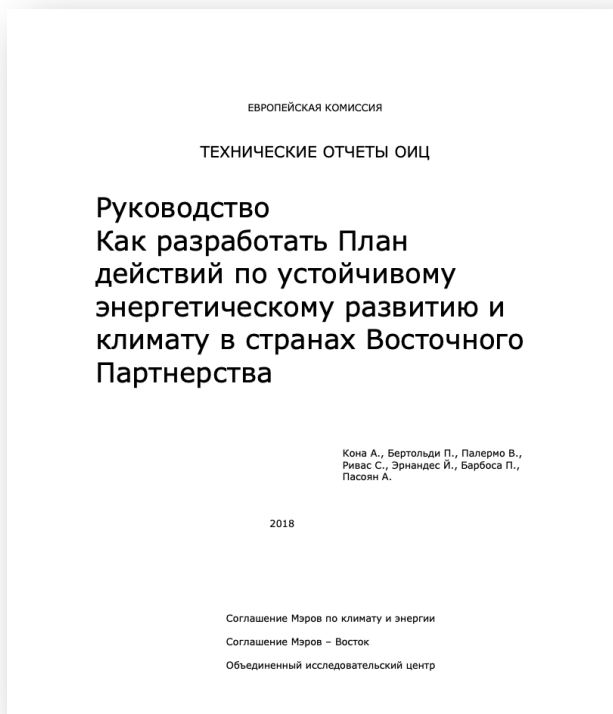 ЕВРОПЕЙСКАЯ КОМИССИЯ
ТЕХНИЧЕСКИЕ ОТЧЕТЫ ОИЦ
Руководство
Как разработать План
действий по устойчивому
энергетическому развитию и
климату в странах Восточного
Партнерства
Кона А., Бертольди П., Палермо В.,
Ривас С., Эрнандес Й., Барбоса П.,
Пасоян А.
2018
Соглашение Мэров по климату и энергии
Соглашение Мэров – Восток
Объединенный исследовательский центр